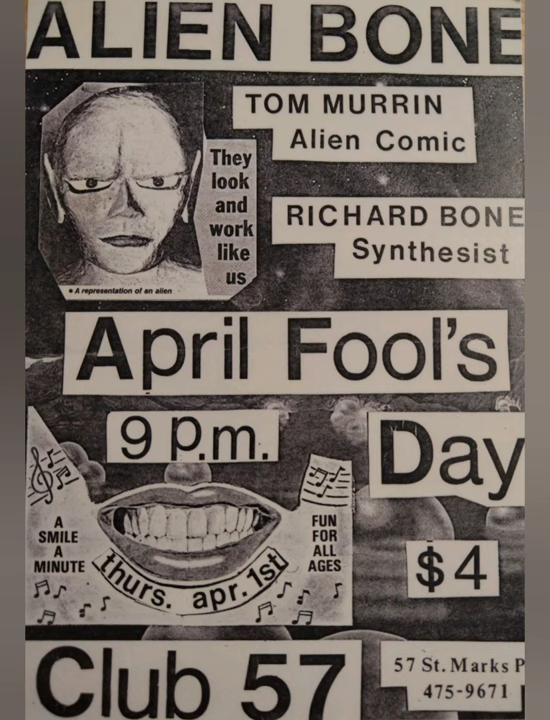 ALIEN BONE
TOM MURRIN
Alien Comic
They
look
and
work
like
us
• A representation of an alien
RICHARD BONE
Synthesist
April Fool's
9 p.m.
Day
A
SMILE
A
MINUTE
FUN
FOR
ALL
AGES
thurs. apr. 1st
$4
Club 57
57 St. Marks P
475-9671